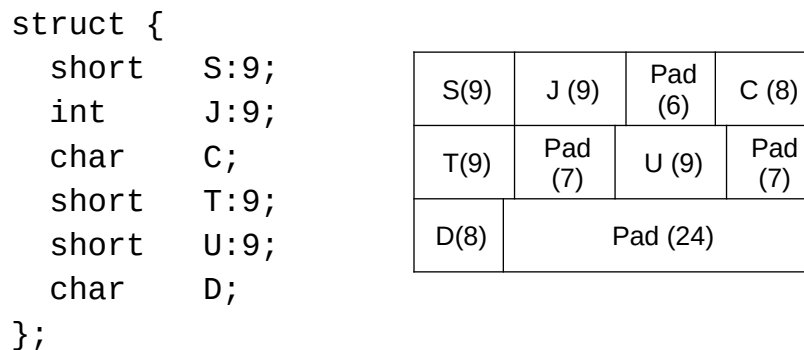 struct {
short S:9;
int J:9;
char C;
short T:9;
short U:9;
char D;
};
S(9) J (9) Pad (6) C (8)
T(9) Pad (7) U (9) Pad (7)
D(8) Pad (24)